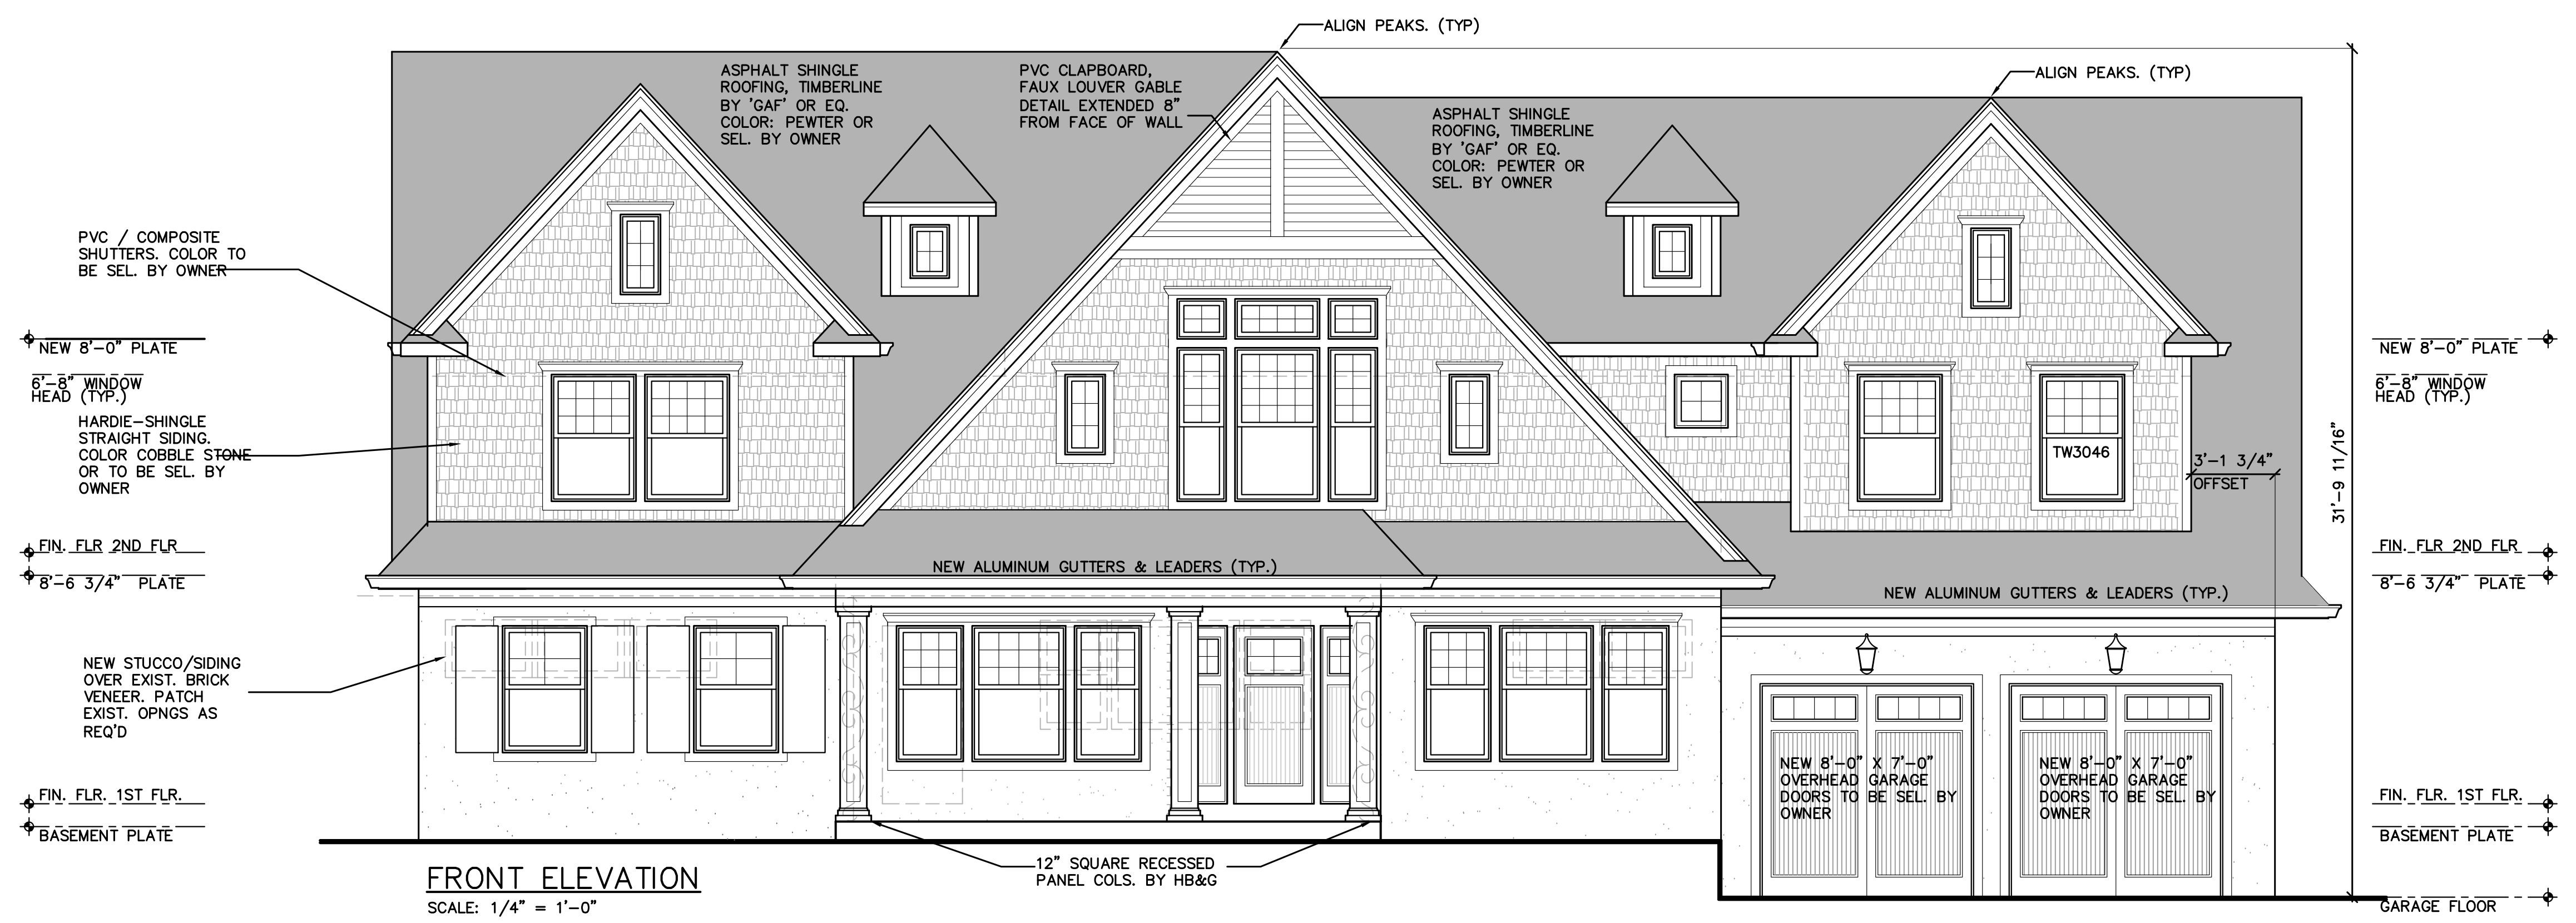 ALIGN PEAKS. (TYP)
ASPHALT SHINGLE
ROOFING, TIMBERLINE
BY 'GAF' OR EQ.
COLOR: PEWTER OR
SEL. BY OWNER
PVC CLAPBOARD,
FAUX LOUVER GABLE
DETAIL EXTENDED 8"
FROM FACE OF WALL
ALIGN PEAKS. (TYP)
ASPHALT SHINGLE
ROOFING, TIMBERLINE
BY 'GAF' OR EQ.
COLOR: PEWTER OR
SEL. BY OWNER
PVC / COMPOSITE
SHUTTERS. COLOR TO
BE SEL. BY OWNER
NEW 8'-0" PLATE
6'-8" WINDOW
HEAD (TYP.)
HARDIE-SHINGLE
STRAIGHT SIDING.
COLOR COBBLE STONE
OR TO BE SEL. BY
OWNER
FIN. FLR 2ND FLR
8'-6 3/4" PLATE
NEW STUCCO/SIDING
OVER EXIST. BRICK
VENEER. PATCH
EXIST. OPNGS AS
REQ'D
FIN. FLR. 1ST FLR.
BASEMENT PLATE
NEW ALUMINUM GUTTERS & LEADERS (TYP.)
NEW ALUMINUM GUTTERS & LEADERS (TYP.)
TW3046
3'-1 3/4"
OFFSET
31'-9 11/16"
NEW 8'-0" X 7'-0"
OVERHEAD GARAGE
DOORS TO BE SEL. BY
OWNER
NEW 8'-0" X 7'-0"
OVERHEAD GARAGE
DOORS TO BE SEL. BY
OWNER
NEW 8'-0" PLATE
6'-8" WINDOW
HEAD (TYP.)
FIN. FLR 2ND FLR
8'-6 3/4" PLATE
FIN. FLR. 1ST FLR.
BASEMENT PLATE
GARAGE FLOOR
12" SQUARE RECESSED
PANEL COLS. BY HB&G
FRONT ELEVATION
SCALE: 1/4" = 1'-0"